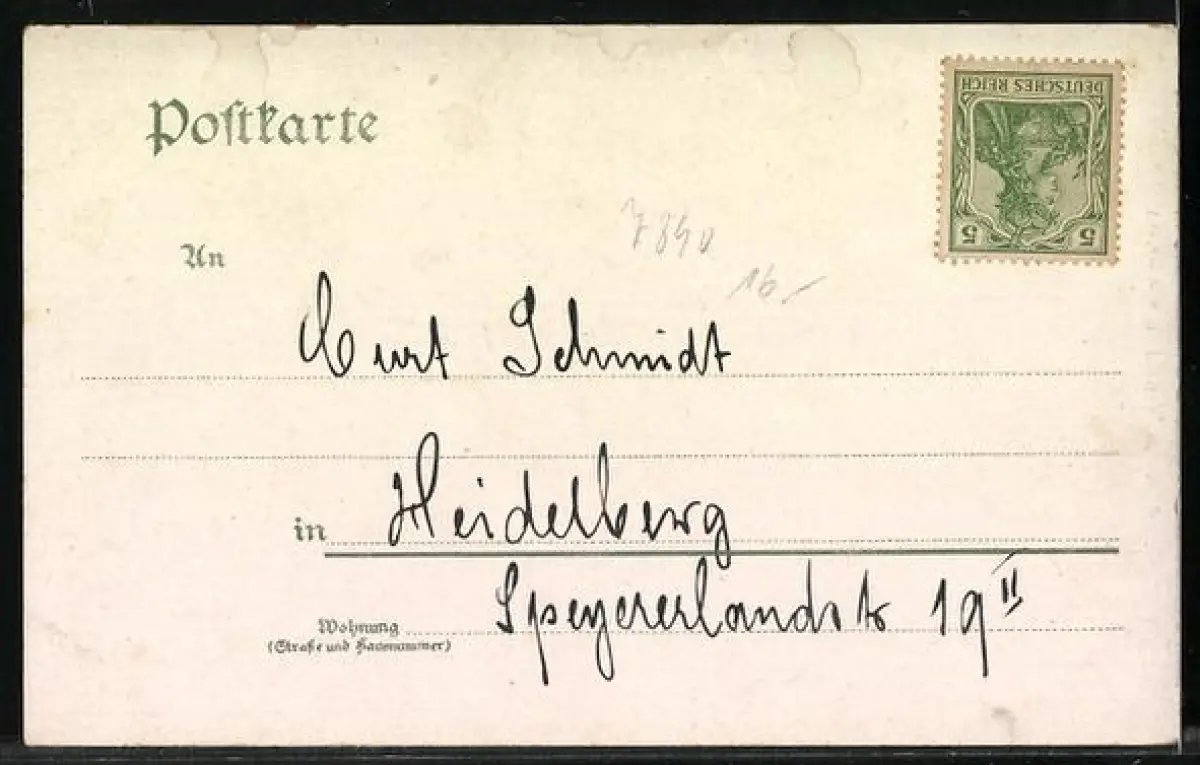 Postkarte
DEUTSCHES REICH
5 5
An
7840
16.-
Curt Schmidt
in Heidelberg
Speyererlandstr 19 II
Wohnung
(Straße und Hausnummer)